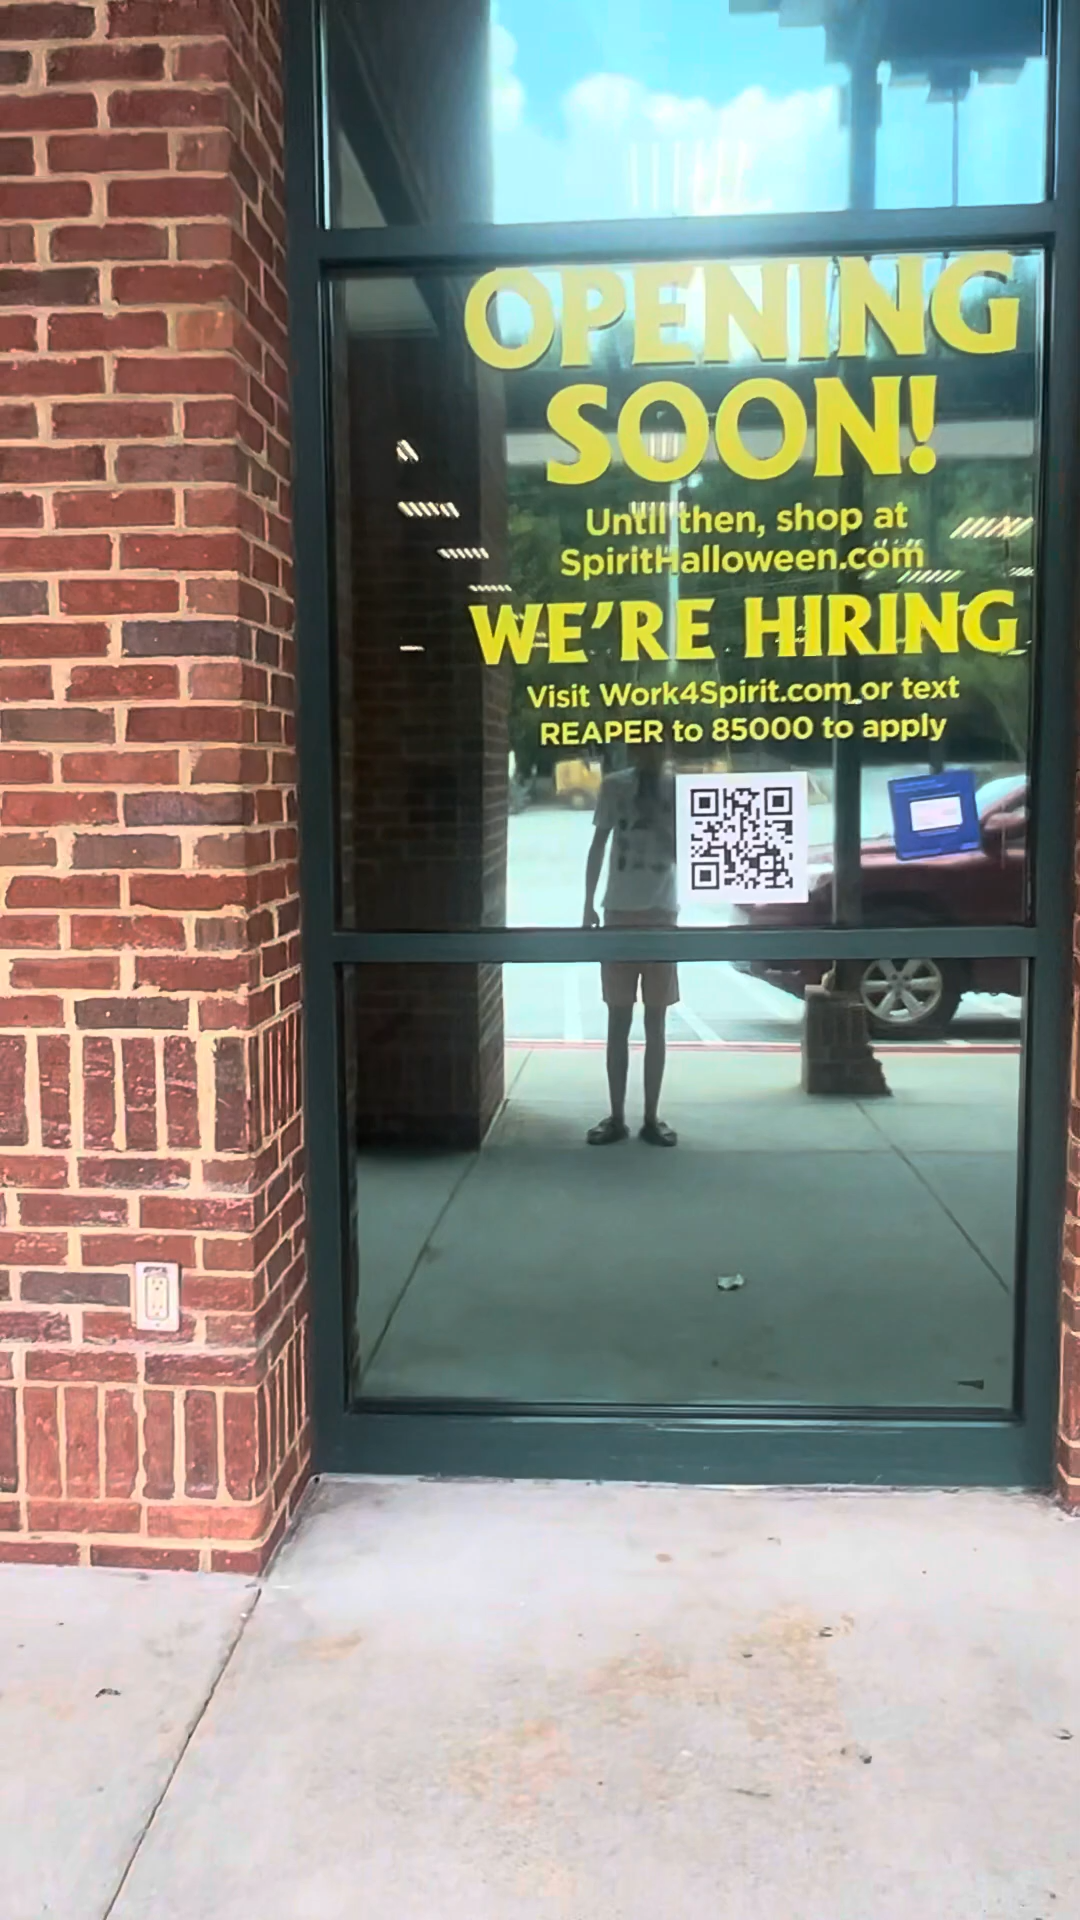 OPENING
SOON!
Until then, shop at
SpiritHalloween.com
WE'RE HIRING
Visit Work4Spirit.com or text
REAPER to 85000 to apply